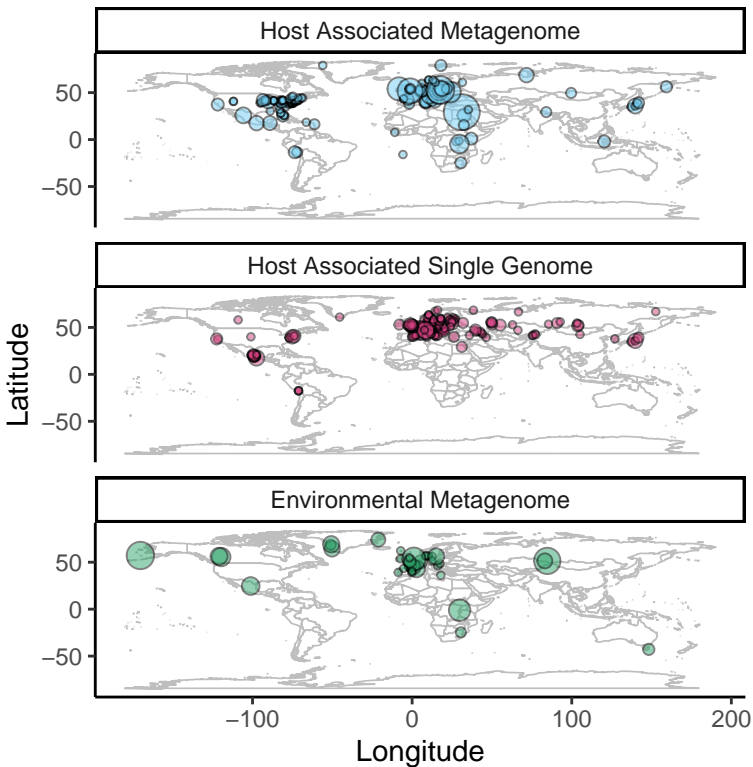 Host Associated Metagenome
50
0
−50
Host Associated Single Genome
50
0
−50
Latitude
Environmental Metagenome
50
0
−50
−100 0 100 200
Longitude